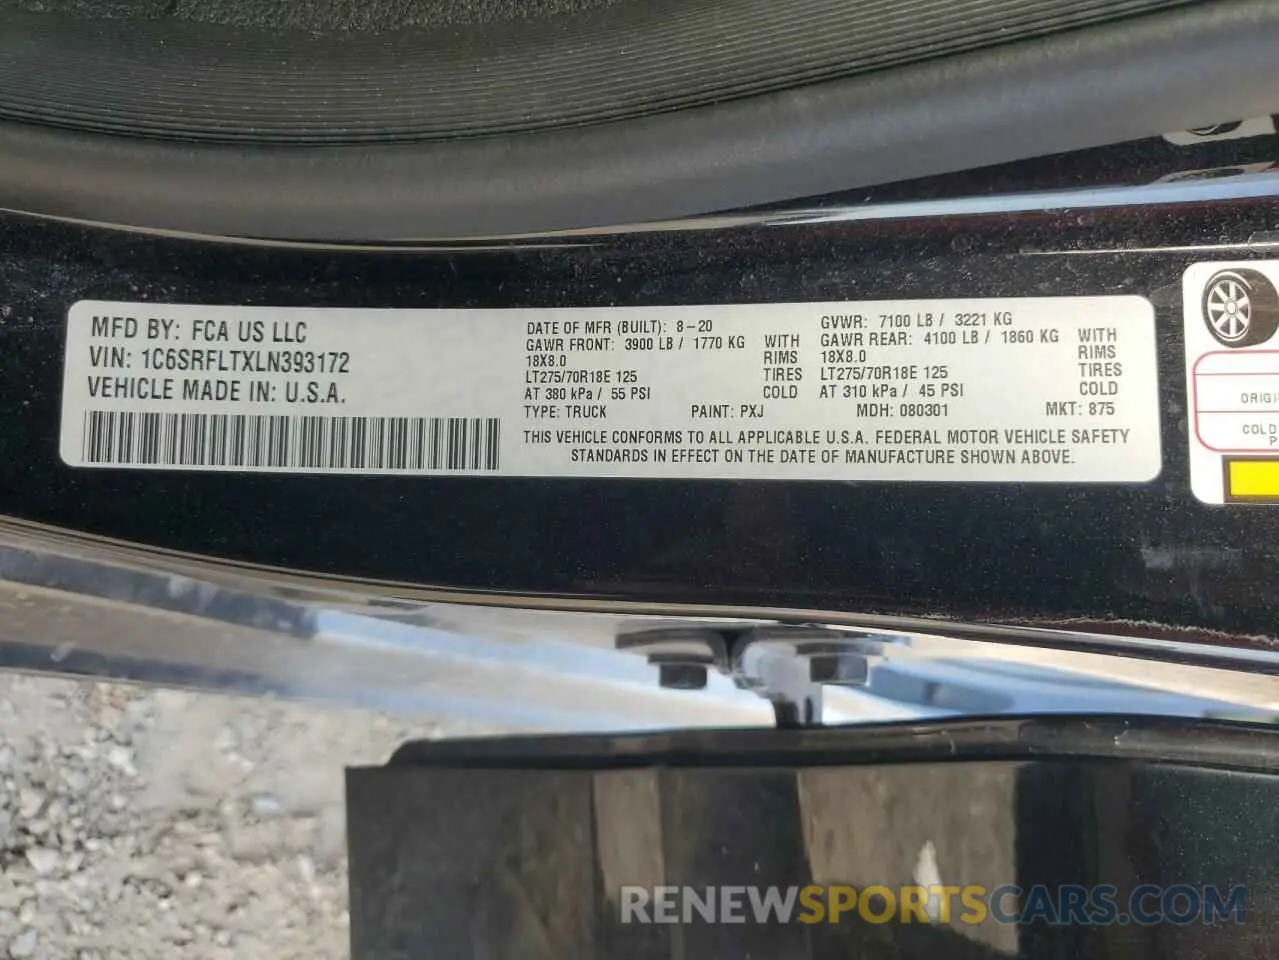 MFD BY: FCA US LLC
VIN: 1C6SRFLTXLN393172
VEHICLE MADE IN: U.S.A.
DATE OF MFR (BUILT): 8-20
GAWR FRONT: 3900 LB / 1770 KG WITH
18X8.0 RIMS
LT275/70R18E 125 TIRES
AT 380 kPa / 55 PSI COLD
GVWR: 7100 LB / 3221 KG
GAWR REAR: 4100 LB / 1860 KG WITH
18X8.0 RIMS
LT275/70R18E 125 TIRES
AT 310 kPa / 45 PSI COLD
TYPE: TRUCK PAINT: PXJ MDH: 080301 MKT: 875
THIS VEHICLE CONFORMS TO ALL APPLICABLE U.S.A. FEDERAL MOTOR VEHICLE SAFETY
STANDARDS IN EFFECT ON THE DATE OF MANUFACTURE SHOWN ABOVE.
ORIGI
COLD
P
RENEWSPORTSCARS.COM